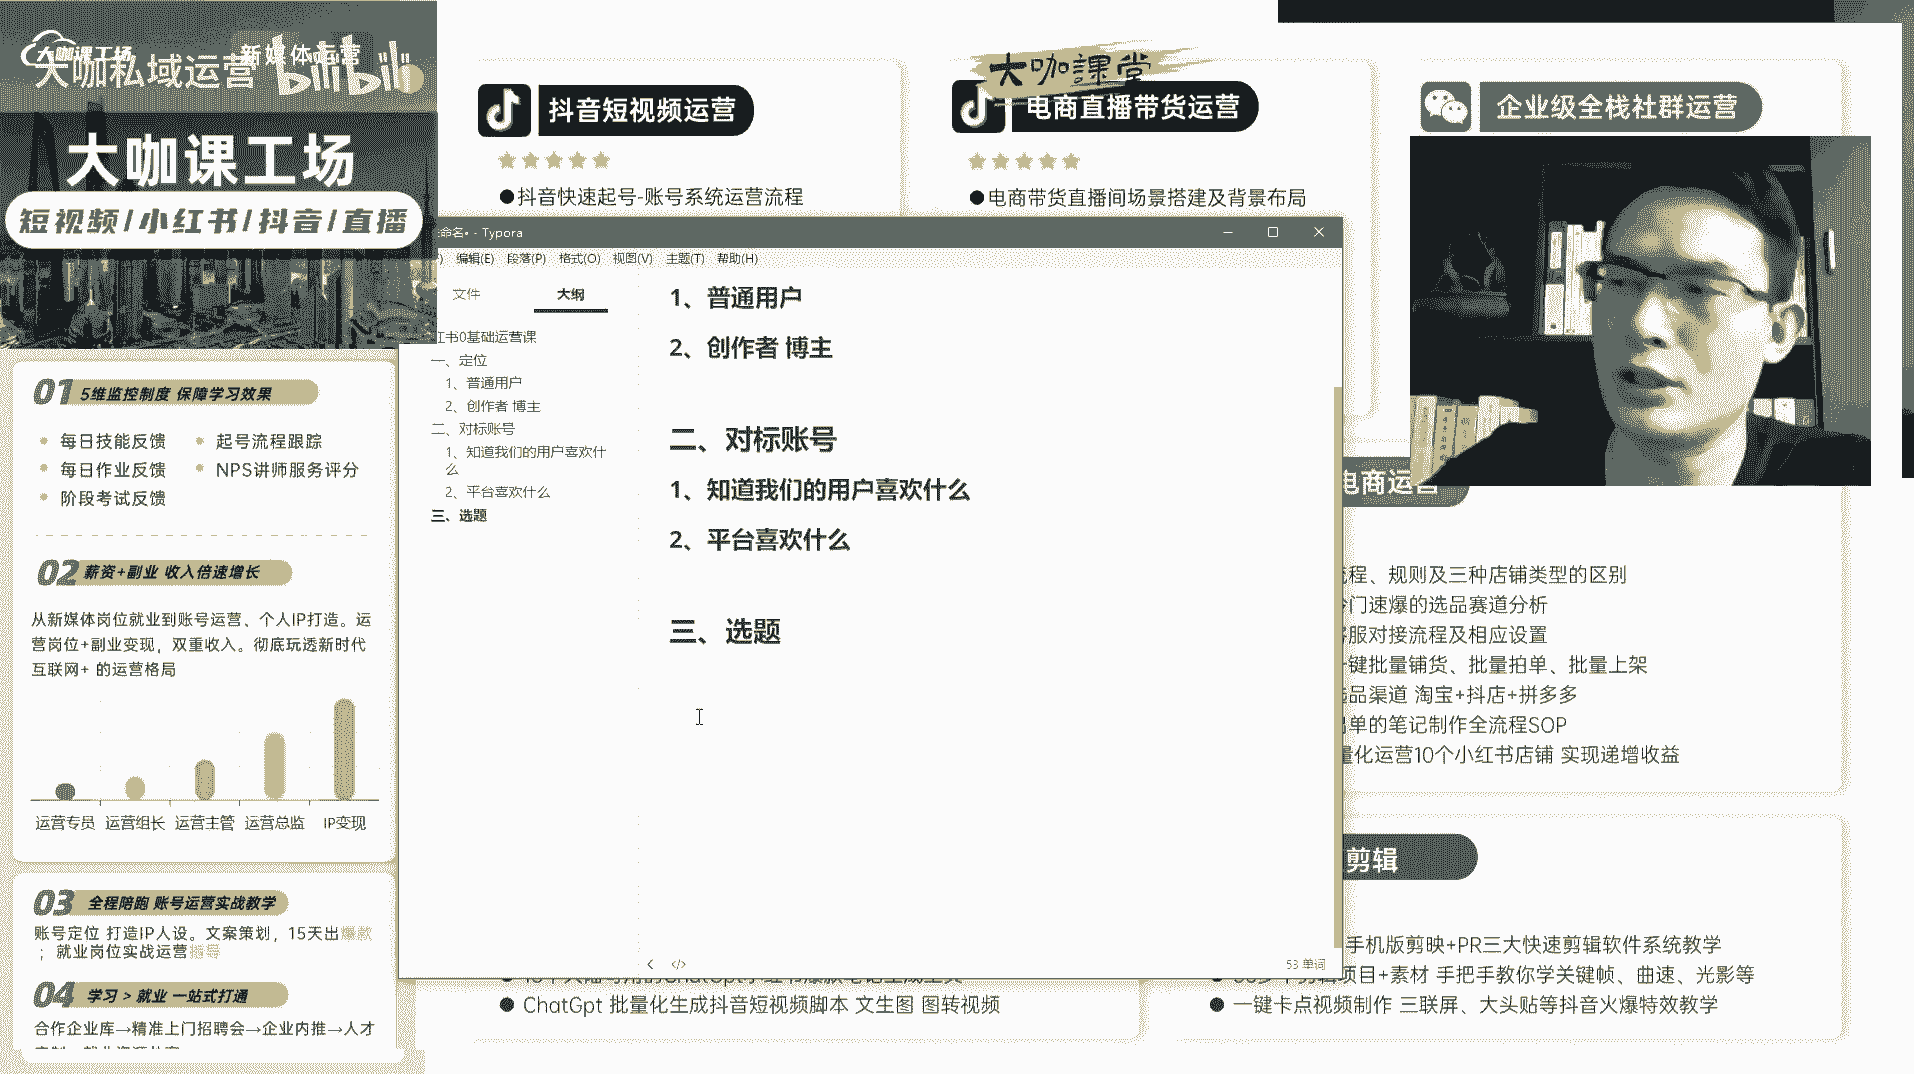 大咖课工场
新媒体运营
大咖私域运营
bilibili
大咖课工场
短视频/小红书/抖音/直播
01 5维监控制度 保障学习效果
每日技能反馈
起号流程跟踪
每日作业反馈
NPS讲师服务评分
阶段考试反馈
02 薪资+副业 收入倍速增长
从新媒体岗位就业到账号运营、个人IP打造。运
营岗位+副业变现，双重收入。彻底玩透新时代
互联网+ 的运营格局
运营专员 运营组长 运营主管 运营总监 IP变现
03 全程陪跑 账号运营实战教学
账号定位 打造IP人设。文案策划，15天出爆款
；就业岗位实战运营指导
04 学习 > 就业 一站式打通
合作企业库→精准上门招聘会→企业内推→人才
抖音短视频运营
●抖音快速起号-账号系统运营流程
大咖課堂
电商直播带货运营
●电商带货直播间场景搭建及背景布局
企业级全栈社群运营
未命名• - Typora
编辑(E) 段落(P) 格式(O) 视图(V) 主题(T) 帮助(H)
文件
大纲
红书0基础运营课
一、定位
1、普通用户
2、创作者 博主
二、对标账号
1、知道我们的用户喜欢什
么
2、平台喜欢什么
三、选题
1、普通用户
2、创作者 博主
二、对标账号
1、知道我们的用户喜欢什么
2、平台喜欢什么
三、选题
53 单词
电商运营
流程、规则及三种店铺类型的区别
冷门速爆的选品赛道分析
客服对接流程及相应设置
一键批量铺货、批量拍单、批量上架
选品渠道 淘宝+抖店+拼多多
出单的笔记制作全流程SOP
量化运营10个小红书店铺 实现递增收益
剪辑
手机版剪映+PR三大快速剪辑软件系统教学
项目+素材 手把手教你学关键帧、曲速、光影等
●一键卡点视频制作 三联屏、大头贴等抖音火爆特效教学
●ChatGpt 批量化生成抖音短视频脚本 文生图 图转视频